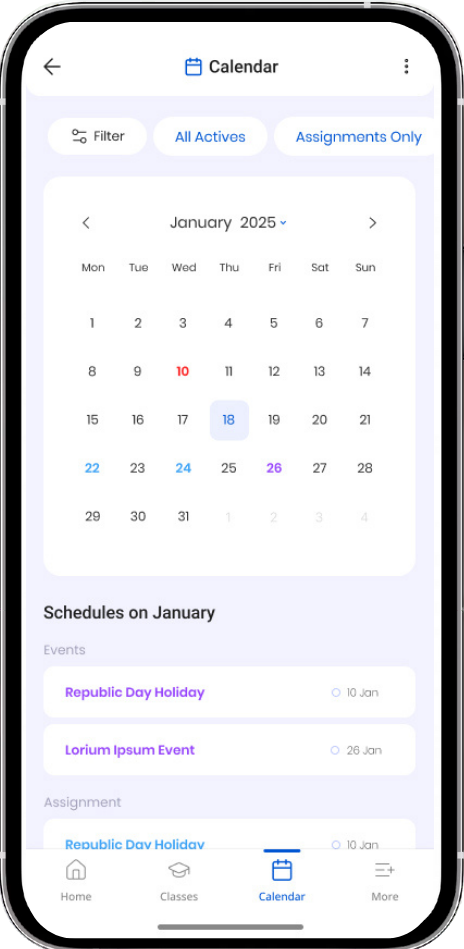 Calendar
Filter All Actives Assignments Only
January 2025
Mon Tue Wed Thu Fri Sat Sun
1 2 3 4 5 6 7
8 9 10 11 12 13 14
15 16 17 18 19 20 21
22 23 24 25 26 27 28
29 30 31 1 2 3 4
Schedules on January
Events
Republic Day Holiday 10 Jan
Lorium Ipsum Event 26 Jan
Assignment
Republic Day Holiday 10 Jan
Home Classes Calendar More